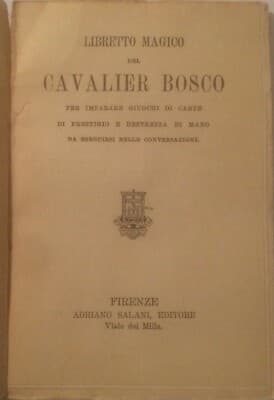 LIBRETTO MAGICO
DEL
CAVALIER BOSCO
PER IMPARARE GIUOCHI DI CARTE
DI PRESTIGIO E DESTREZZA DI MANO
DA ESEGUIRSI NELLE CONVERSAZIONI.
FIRENZE
ADRIANO SALANI, EDITORE
Viale dei Mille.